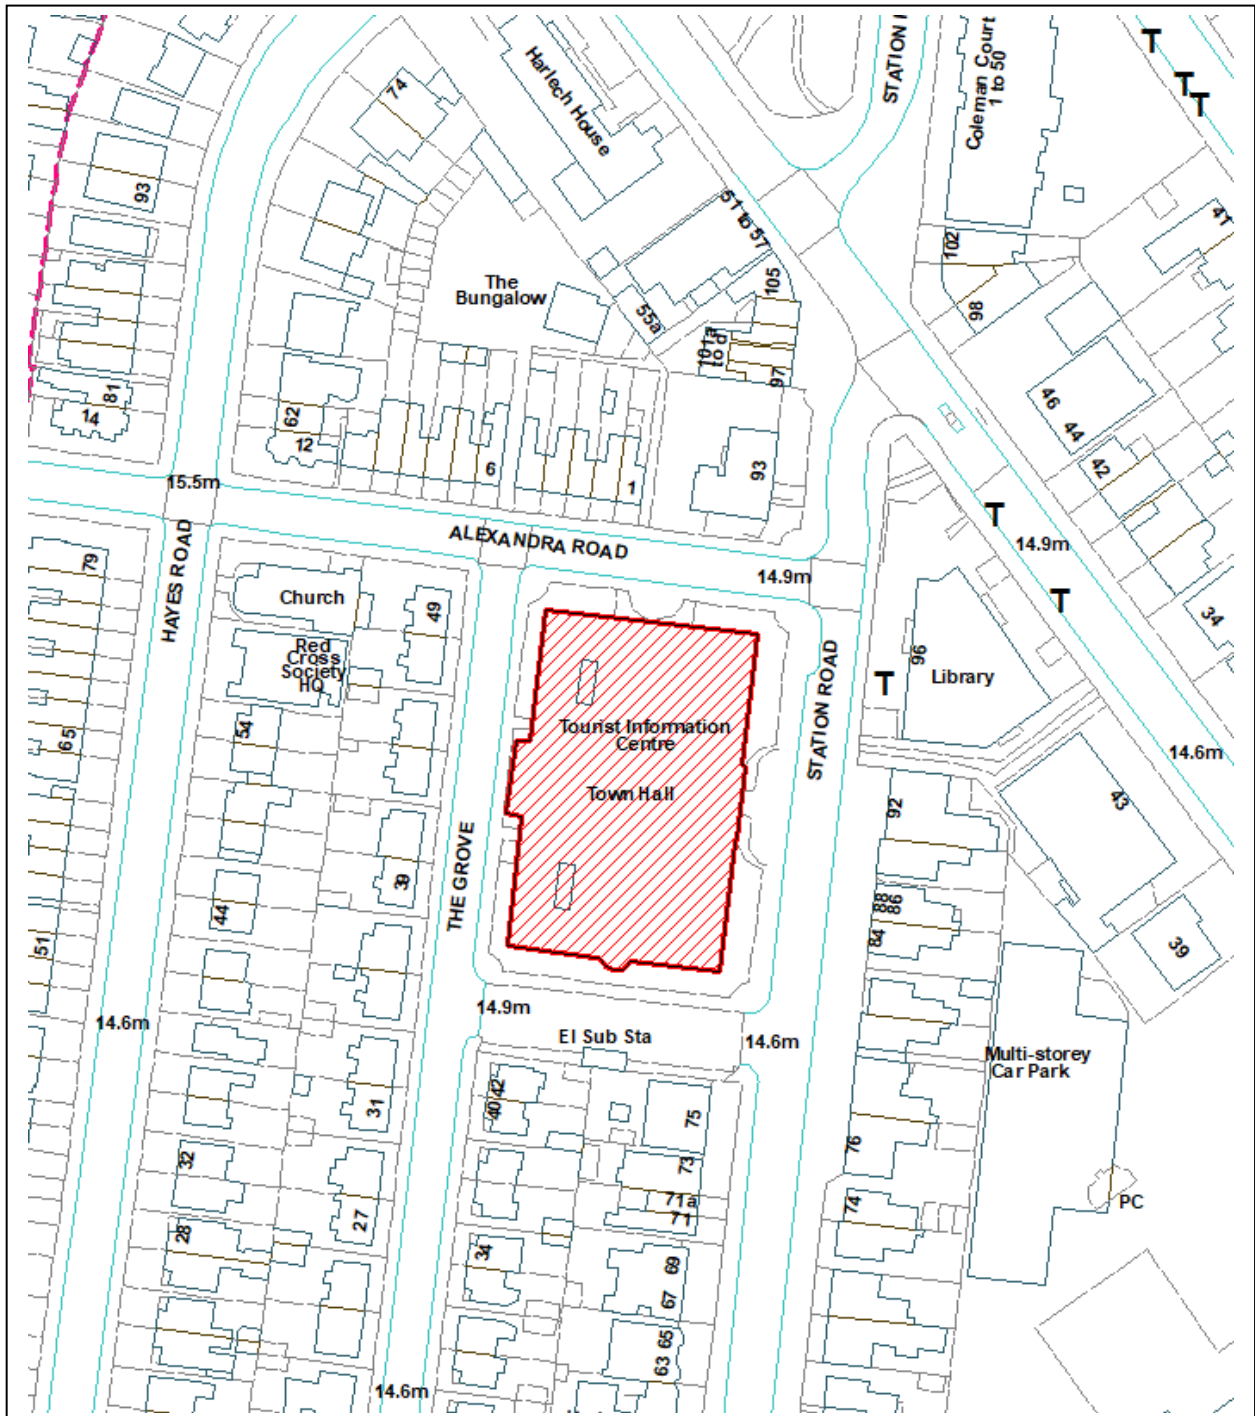 STATION
Coleman Court
1 to 50
T
T
T
Harlech House
74
93
41
51 to 57
102
The
Bungalow
105
98
55a
101a
to d
97
81
14
62
12
46
44
42
6
1
93
15.5m
T
14.9m
ALEXANDRA ROAD
HAYES ROAD
79
14.9m
T
34
Church
49
Red
Cross
Society
HQ
96
Library
T
STATION ROAD
54
65
Tourist Information
Centre
Town Hall
14.6m
43
92
THE GROVE
39
44
88
86
84
51
39
14.9m
14.6m
El Sub Sta
14.6m
Multi-storey
Car Park
42
40
75
31
76
32
73
71a
71
74
PC
27
28
34
69
67
65
63
14.6m